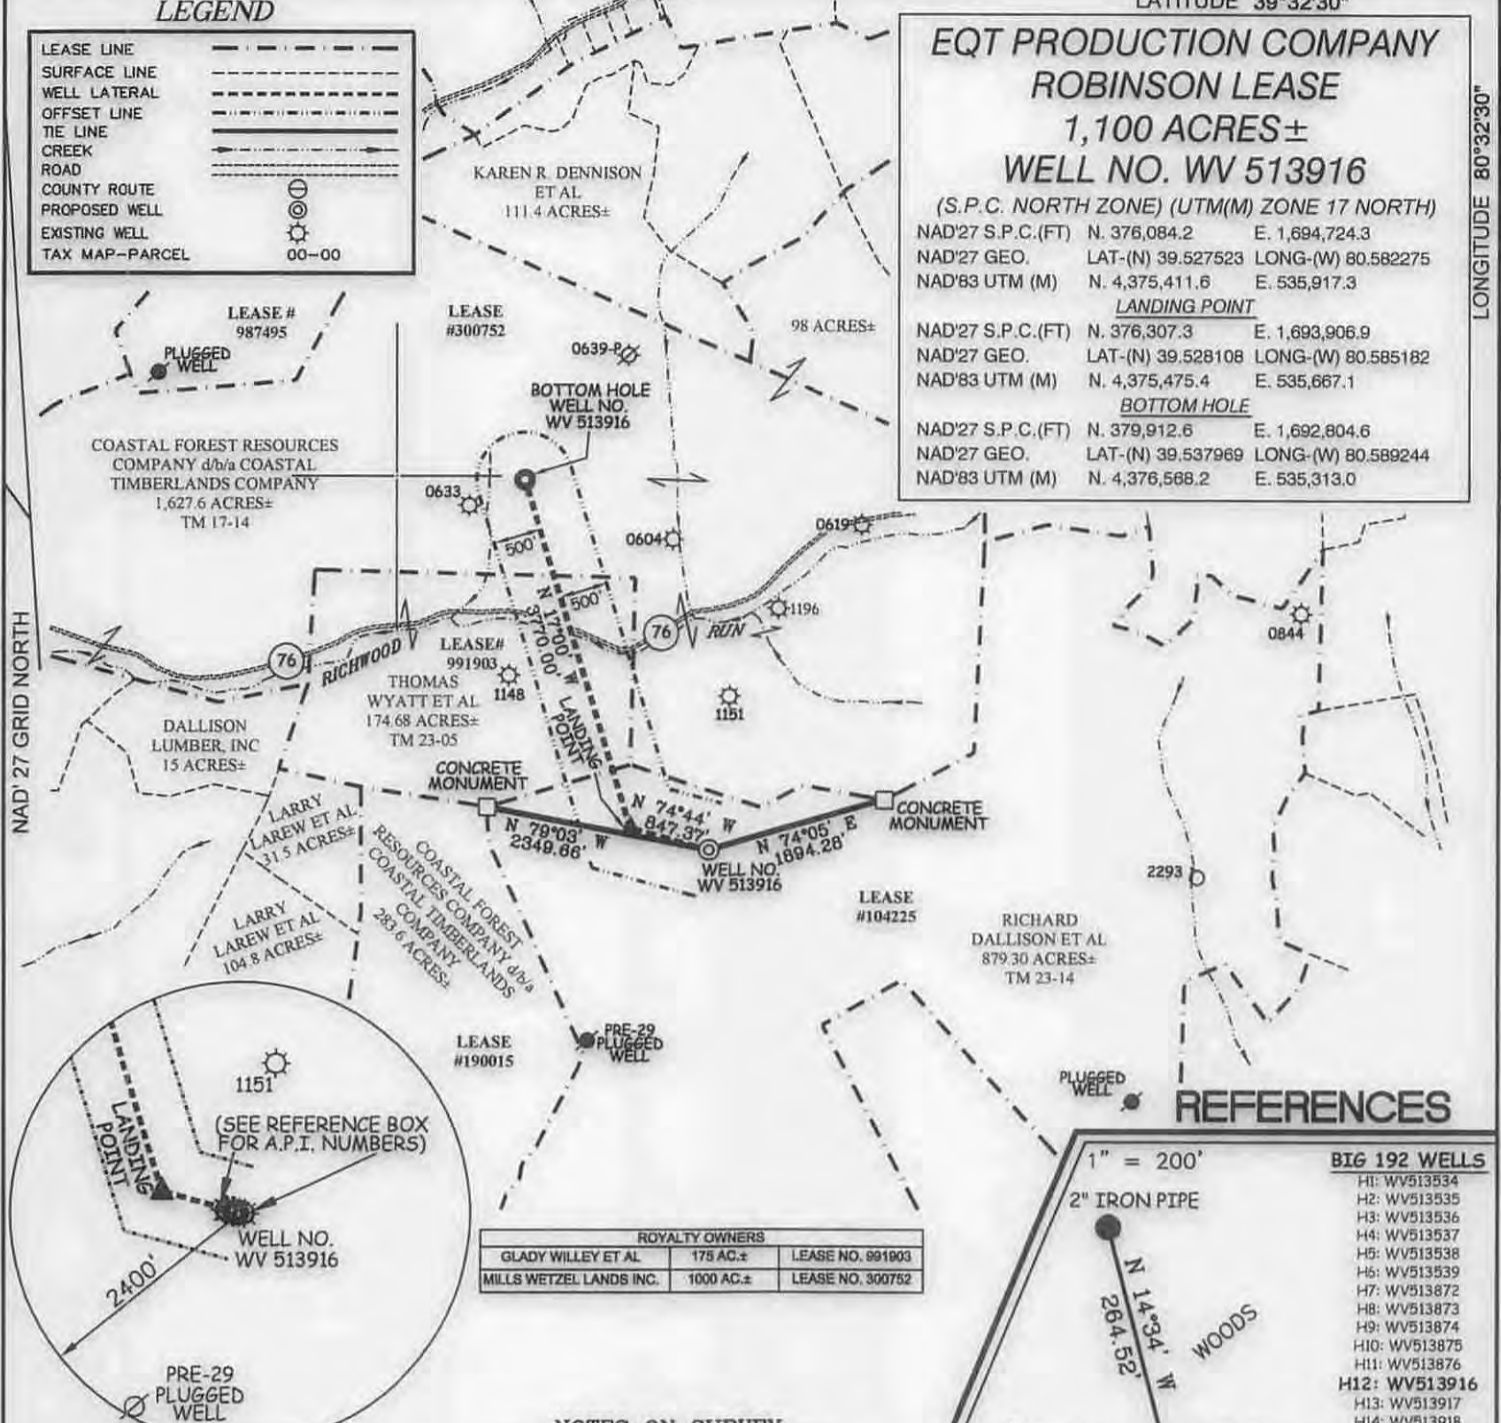 LEGEND
LEASE LINE
SURFACE LINE
WELL LATERAL
OFFSET LINE
TIE LINE
CREEK
ROAD
COUNTY ROUTE
PROPOSED WELL
EXISTING WELL
TAX MAP-PARCEL 00-00
LATITUDE 39°32'30"
LONGITUDE 80°32'30"
EQT PRODUCTION COMPANY
ROBINSON LEASE
1,100 ACRES±
WELL NO. WV 513916
(S.P.C. NORTH ZONE) (UTM(M) ZONE 17 NORTH)
NAD'27 S.P.C.(FT) N. 376,084.2 E. 1,694,724.3
NAD'27 GEO. LAT-(N) 39.527523 LONG-(W) 80.582275
NAD'83 UTM (M) N. 4,375,411.6 E. 535,917.3
LANDING POINT
NAD'27 S.P.C.(FT) N. 376,307.3 E. 1,693,906.9
NAD'27 GEO. LAT-(N) 39.528108 LONG-(W) 80.585182
NAD'83 UTM (M) N. 4,375,475.4 E. 535,667.1
BOTTOM HOLE
NAD'27 S.P.C.(FT) N. 379,912.6 E. 1,692,804.6
NAD'27 GEO. LAT-(N) 39.537969 LONG-(W) 80.589244
NAD'83 UTM (M) N. 4,376,568.2 E. 535,313.0
KAREN R. DENNISON
ET AL
111.4 ACRES±
LEASE #
987495
PLUGGED
WELL
LEASE
#300752
0639-P
98 ACRES±
BOTTOM HOLE
WELL NO.
WV 513916
COASTAL FOREST RESOURCES
COMPANY d/b/a COASTAL
TIMBERLANDS COMPANY
1,627.6 ACRES±
TM 17-14
0633
0604
0619
500'
500'
N 17°00' W
3770.00'
1196
0844
76
76
RICHWOOD
RUN
LEASE#
991903
1148
THOMAS
WYATT ET AL
174.68 ACRES±
TM 23-05
LANDING
POINT
1151
NAD' 27 GRID NORTH
DALLISON
LUMBER, INC
15 ACRES±
CONCRETE
MONUMENT
CONCRETE
MONUMENT
N 79°03' W
2349.66'
N 74°44' W
847.37'
N 74°05' E
1894.28'
WELL NO.
WV 513916
LARRY
LAREW ET AL
31.5 ACRES±
COASTAL FOREST
RESOURCES COMPANY d/b/a
COASTAL TIMBERLANDS
COMPANY
283.6 ACRES±
LARRY
LAREW ET AL
104.8 ACRES±
LEASE
#104225
2293
RICHARD
DALLISON ET AL
879.30 ACRES±
TM 23-14
LEASE
#190015
PRE-29
PLUGGED
WELL
PLUGGED
WELL
1151
(SEE REFERENCE BOX
FOR A.P.I. NUMBERS)
LANDING
POINT
WELL NO.
WV 513916
2400'
PRE-29
PLUGGED
WELL
ROYALTY OWNERS
GLADY WILLEY ET AL 175 AC.± LEASE NO. 991903
MILLS WETZEL LANDS INC. 1000 AC.± LEASE NO. 300752
REFERENCES
1" = 200'
2" IRON PIPE
N 14°34' W
264.52'
WOODS
BIG 192 WELLS
H1: WV513534
H2: WV513535
H3: WV513536
H4: WV513537
H5: WV513538
H6: WV513539
H7: WV513872
H8: WV513873
H9: WV513874
H10: WV513875
H11: WV513876
H12: WV513916
H13: WV513917
H14: WV513918
NOTES ON SURVEY